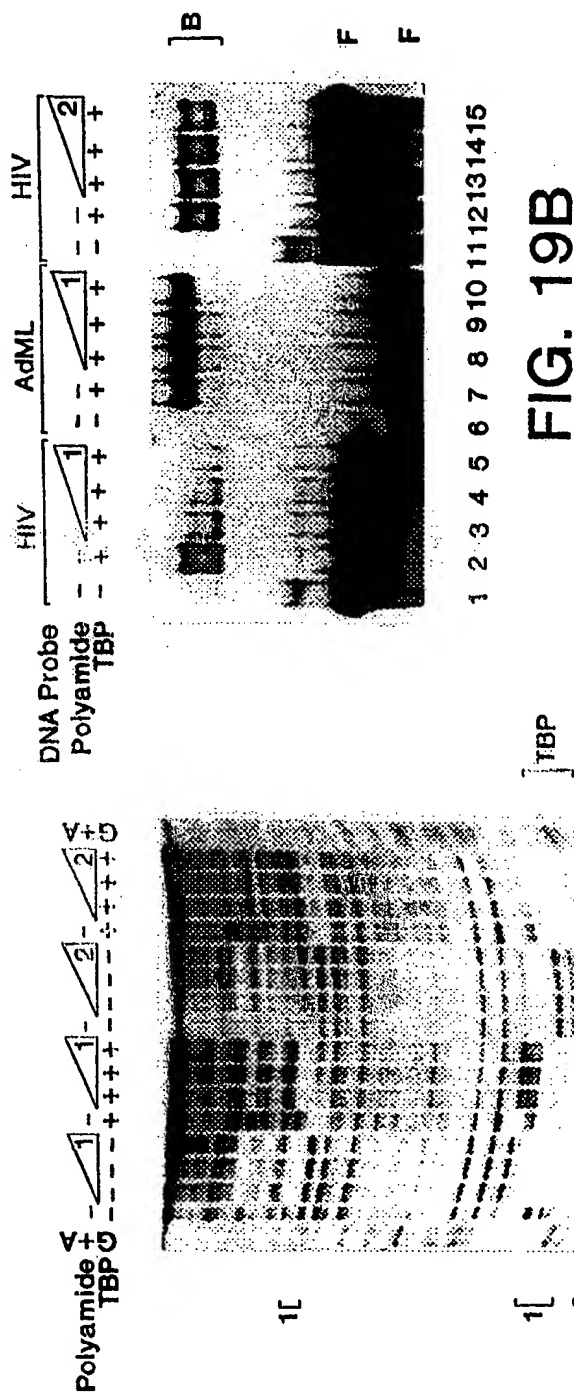 Polyamide - 1 - 1 - 2 - 2
TBP G+A - - - - + + + + - - - - + + + + G+A
1[
1[
]TBP
DNA Probe HIV AdML HIV
Polyamide - - 1 - - 1 - - 2
TBP - + + + + - + + + + - + + + +
]B
F
F
1 2 3 4 5 6 7 8 9 10 11 12 13 14 15
FIG. 19B